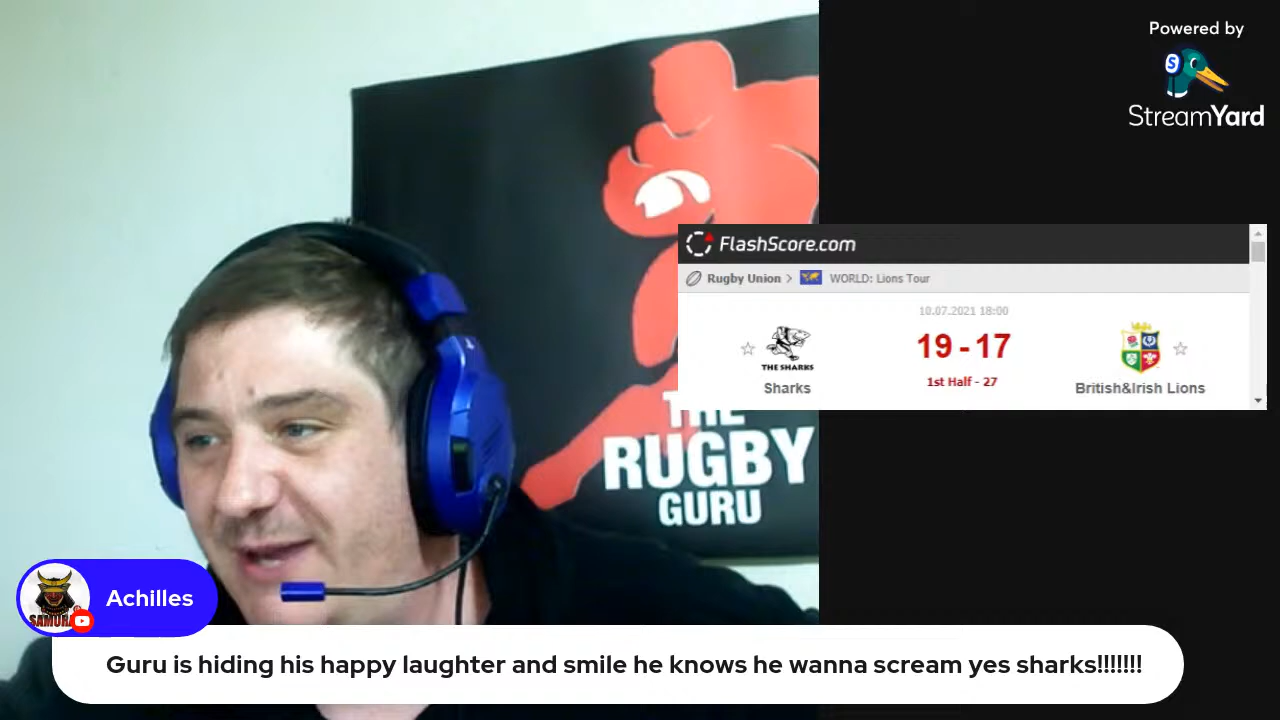 Powered by
StreamYard
FlashScore.com
Rugby Union > WORLD: Lions Tour
10.07.2021 18:00
19 - 17
1st Half - 27
THE SHARKS
Sharks
British&Irish Lions
THE
RUGBY
GURU
SAMURAI
Achilles
Guru is hiding his happy laughter and smile he knows he wanna scream yes sharks!!!!!!!